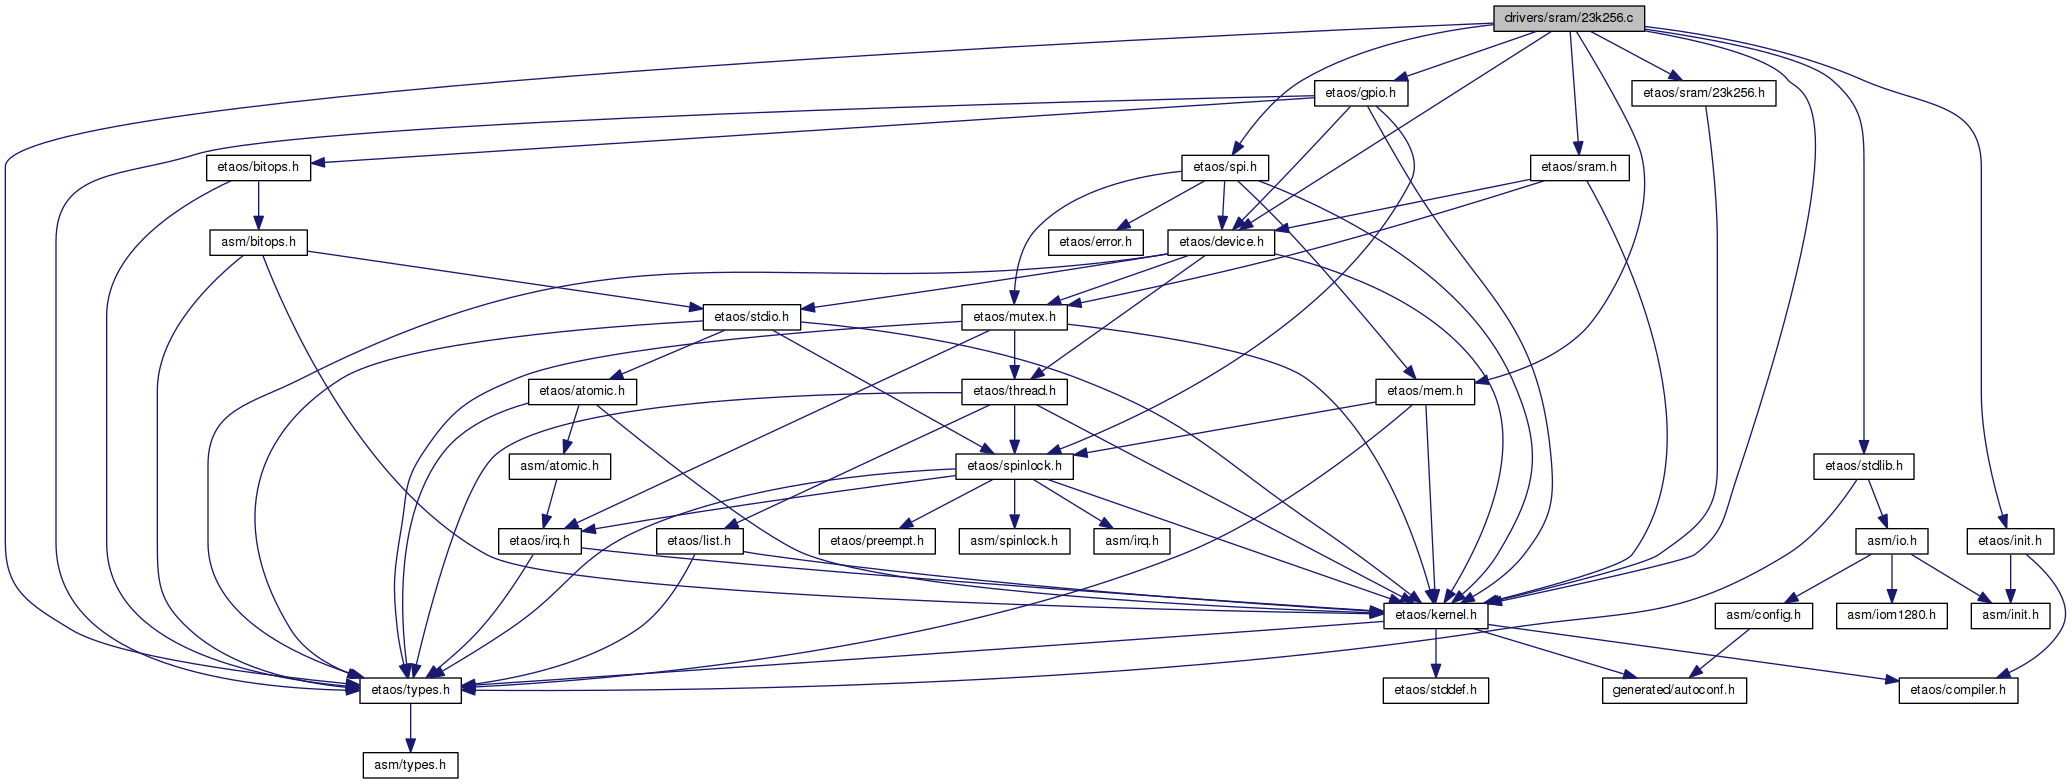 drivers/sram/23k256.c
etaos/gpio.h
etaos/sram/23k256.h
etaos/bitops.h
etaos/spi.h
etaos/sram.h
asm/bitops.h
etaos/error.h
etaos/device.h
etaos/stdio.h
etaos/mutex.h
etaos/atomic.h
etaos/thread.h
etaos/mem.h
asm/atomic.h
etaos/spinlock.h
etaos/stdlib.h
etaos/irq.h
etaos/list.h
etaos/preempt.h
asm/spinlock.h
asm/irq.h
asm/io.h
etaos/init.h
etaos/kernel.h
asm/config.h
asm/iom1280.h
asm/init.h
etaos/types.h
etaos/stddef.h
generated/autoconf.h
etaos/compiler.h
asm/types.h